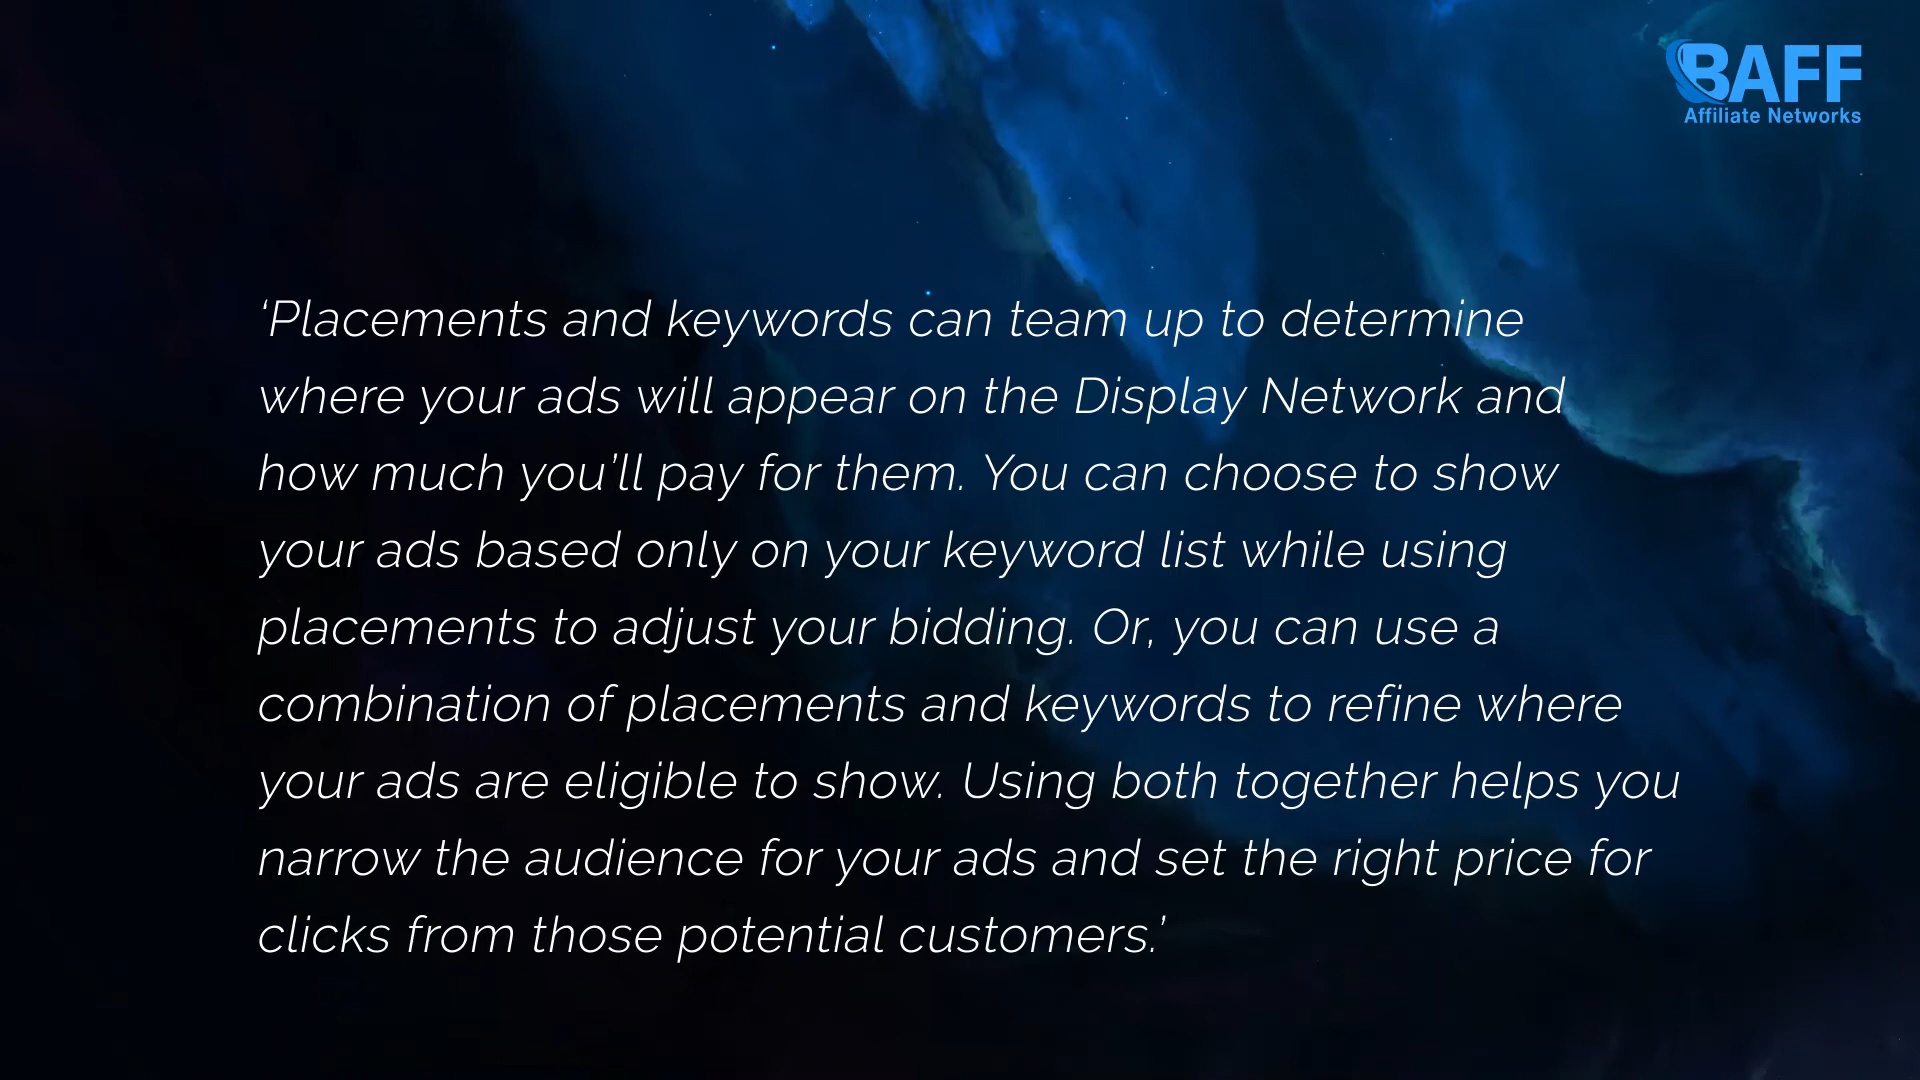 BAFF
Affiliate Networks
‘Placements and keywords can team up to determine
where your ads will appear on the Display Network and
how much you’ll pay for them. You can choose to show
your ads based only on your keyword list while using
placements to adjust your bidding. Or, you can use a
combination of placements and keywords to refine where
your ads are eligible to show. Using both together helps you
narrow the audience for your ads and set the right price for
clicks from those potential customers.’